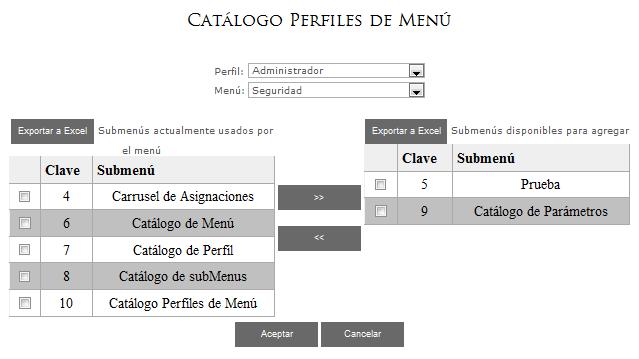 Catálogo Perfiles de Menú
Perfil: Administrador
Menú: Seguridad
Exportar a Excel Submenús actualmente usados por
el menú
Clave Submenú
4 Carrusel de Asignaciones
6 Catálogo de Menú
7 Catálogo de Perfil
8 Catálogo de subMenus
10 Catálogo Perfiles de Menú
>>
<<
Exportar a Excel Submenús disponibles para agregar
Clave Submenú
5 Prueba
9 Catálogo de Parámetros
Aceptar Cancelar